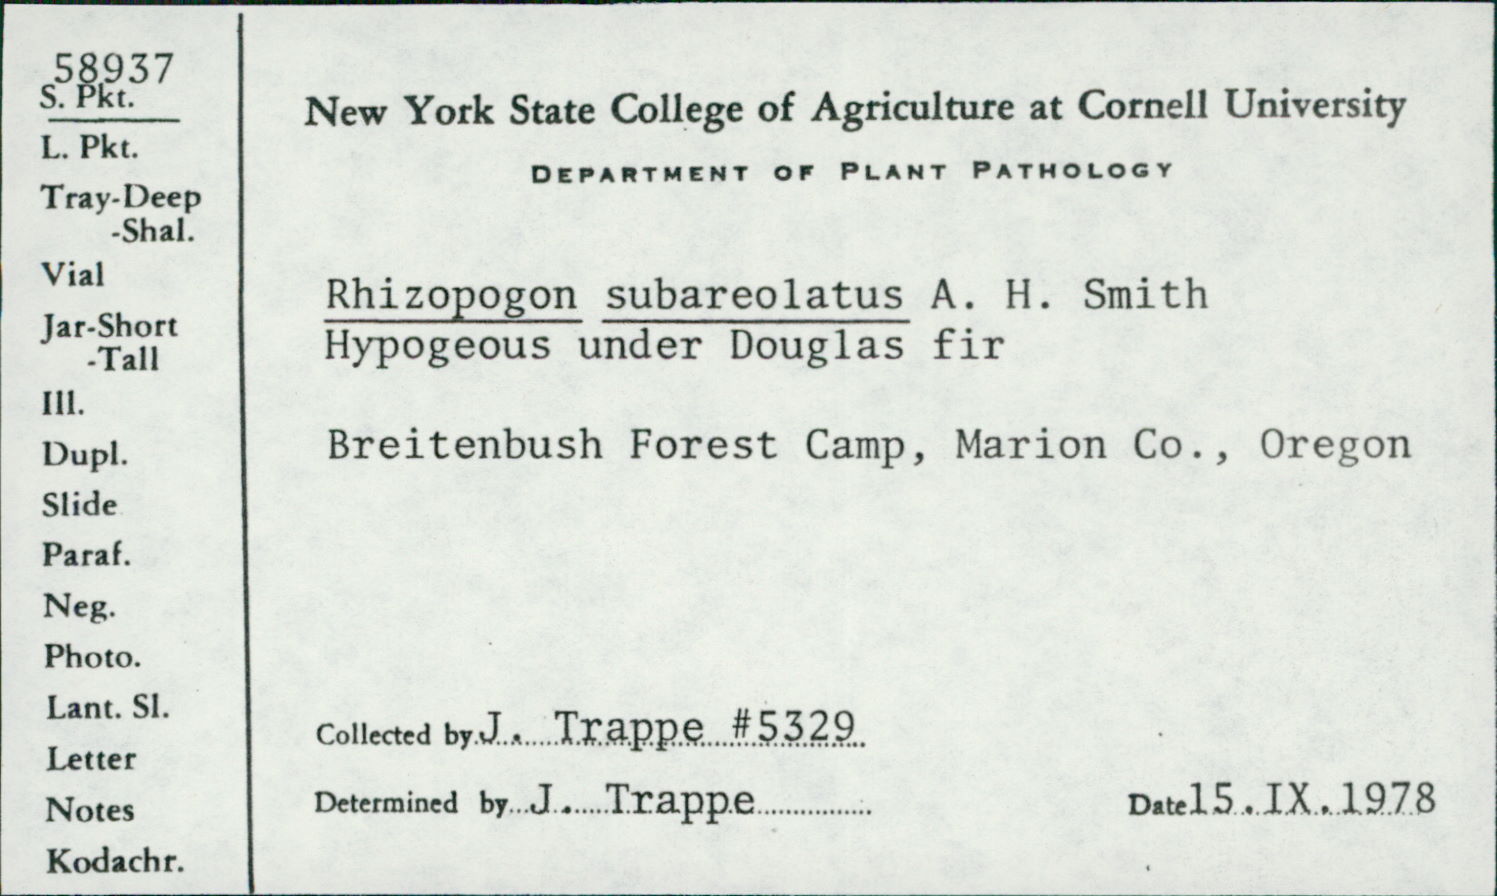 58937
S. Pkt.
L. Pkt.
Tray-Deep
-Shal.
Vial
Jar-Short
-Tall
Ill.
Dupl.
Slide
Paraf.
Neg.
Photo.
Lant. Sl.
Letter
Notes
Kodachr.
New York State College of Agriculture at Cornell University
DEPARTMENT OF PLANT PATHOLOGY
Rhizopogon subareolatus A. H. Smith
Hypogeous under Douglas fir
Breitenbush Forest Camp, Marion Co., Oregon
Collected by J. Trappe #5329
Determined by J. Trappe
Date 15.IX.1978